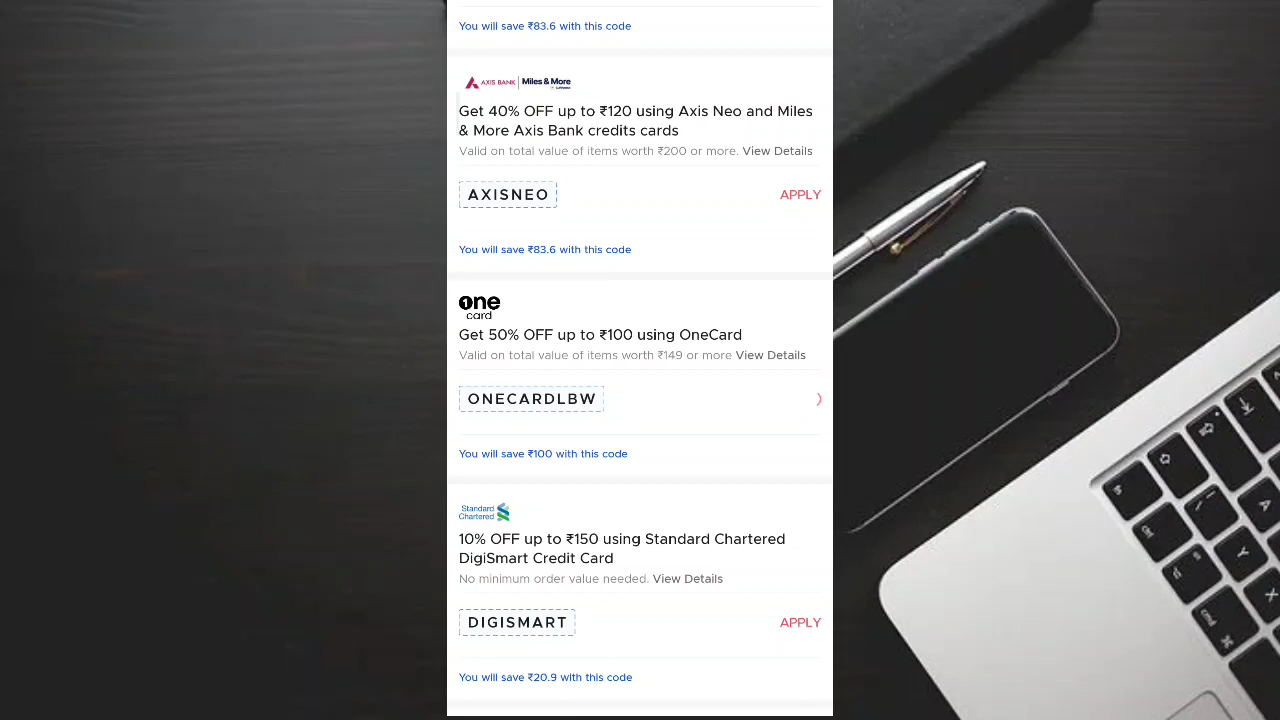 You will save ₹83.6 with this code
AXIS BANK | Miles & More
Get 40% OFF up to ₹120 using Axis Neo and Miles
& More Axis Bank credits cards
Valid on total value of items worth ₹200 or more. View Details
AXISNEO
APPLY
You will save ₹83.6 with this code
one
card
Get 50% OFF up to ₹100 using OneCard
Valid on total value of items worth ₹149 or more View Details
ONECARDLBW
You will save ₹100 with this code
Standard
Chartered
10% OFF up to ₹150 using Standard Chartered
DigiSmart Credit Card
No minimum order value needed. View Details
DIGISMART
APPLY
You will save ₹20.9 with this code